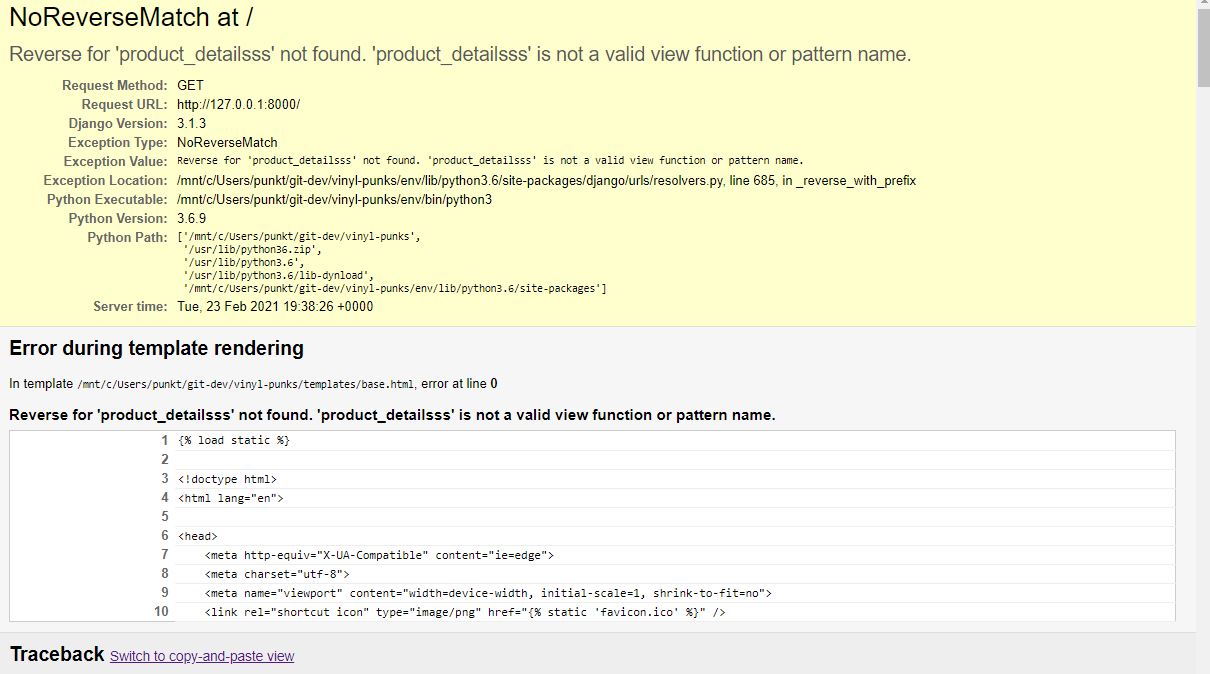 NoReverseMatch at /
Reverse for 'product_detailsss' not found. 'product_detailsss' is not a valid view function or pattern name.
Request Method: GET
Request URL: http://127.0.0.1:8000/
Django Version: 3.1.3
Exception Type: NoReverseMatch
Exception Value: Reverse for 'product_detailsss' not found. 'product_detailsss' is not a valid view function or pattern name.
Exception Location: /mnt/c/Users/punkt/git-dev/vinyl-punks/env/lib/python3.6/site-packages/django/urls/resolvers.py, line 685, in _reverse_with_prefix
Python Executable: /mnt/c/Users/punkt/git-dev/vinyl-punks/env/bin/python3
Python Version: 3.6.9
Python Path: ['/mnt/c/Users/punkt/git-dev/vinyl-punks',
'/usr/lib/python36.zip',
'/usr/lib/python3.6',
'/usr/lib/python3.6/lib-dynload',
'/mnt/c/Users/punkt/git-dev/vinyl-punks/env/lib/python3.6/site-packages']
Server time: Tue, 23 Feb 2021 19:38:26 +0000
Error during template rendering
In template /mnt/c/Users/punkt/git-dev/vinyl-punks/templates/base.html, error at line 0
Reverse for 'product_detailsss' not found. 'product_detailsss' is not a valid view function or pattern name.
1 {% load static %}
2
3 <!doctype html>
4 <html lang="en">
5
6 <head>
7 <meta http-equiv="X-UA-Compatible" content="ie=edge">
8 <meta charset="utf-8">
9 <meta name="viewport" content="width=device-width, initial-scale=1, shrink-to-fit=no">
10 <link rel="shortcut icon" type="image/png" href="{% static 'favicon.ico' %}" />
Traceback Switch to copy-and-paste view